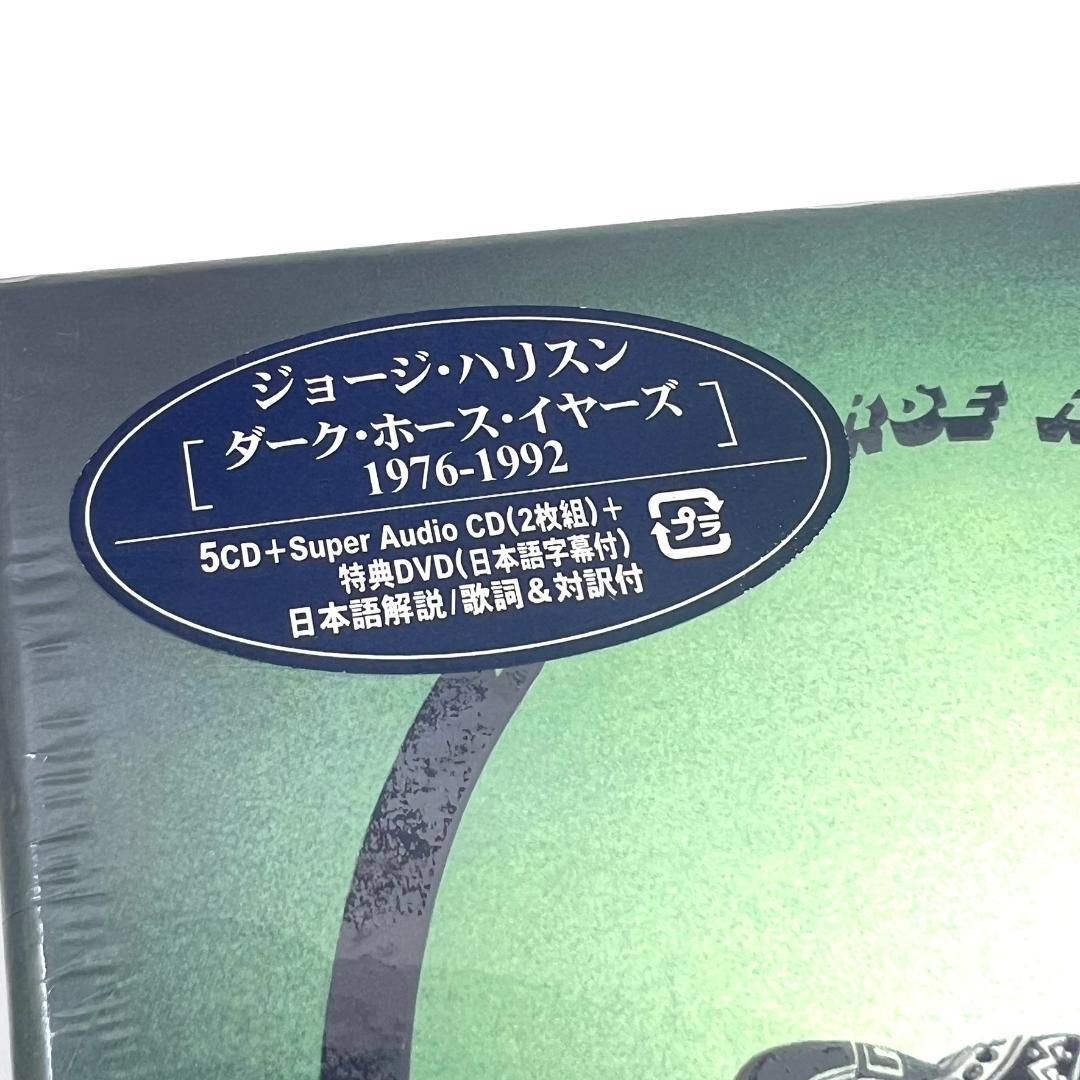 ジョージ・ハリスン
[ダーク・ホース・イヤーズ
1976-1992]
5CD+Super Audio CD(2枚組)+
特典DVD(日本語字幕付)
日本語解説/歌詞&対訳付
プラ